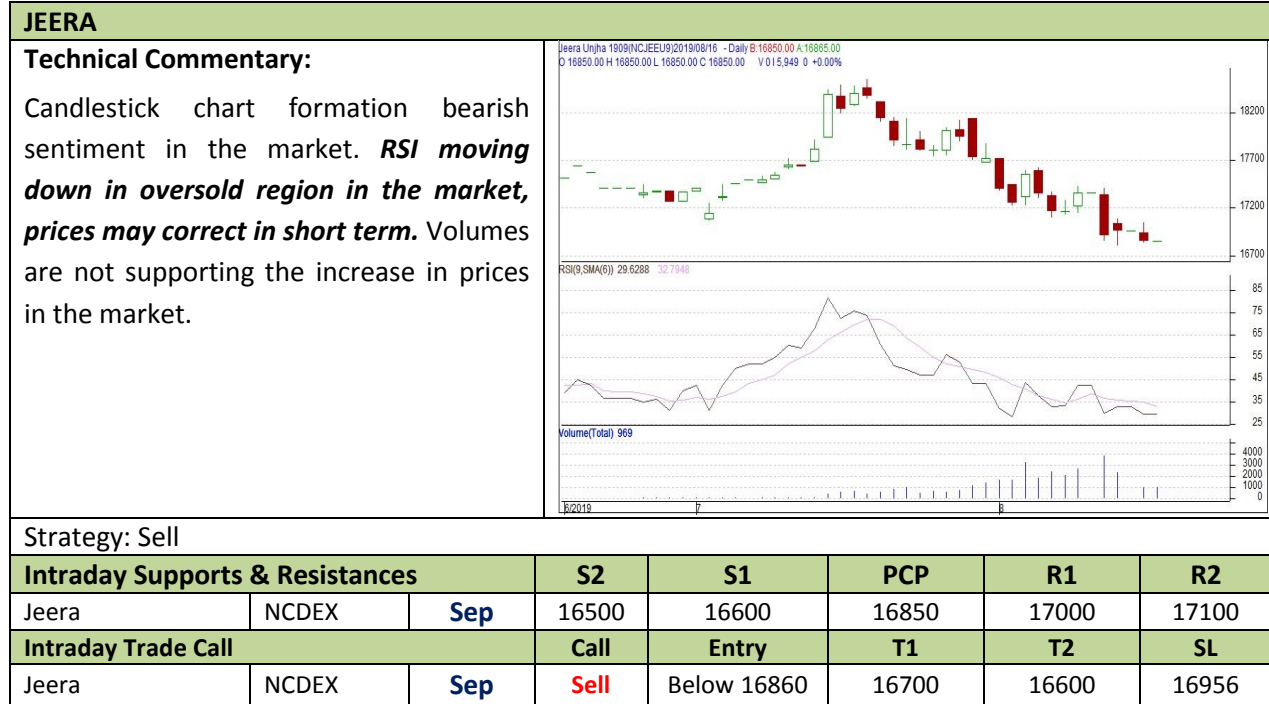 JEERA
Technical Commentary:
Candlestick chart formation bearish
sentiment in the market. RSI moving
down in oversold region in the market,
prices may correct in short term. Volumes
are not supporting the increase in prices
in the market.
Jeera Unjha 1909(NCJEEU9)2019/08/16 - Daily B:16850.00 A:16865.00
O 16850.00 H 16850.00 L 16850.00 C 16850.00 V 0 I 5,949 0 +0.00%
18200
17700
17200
16700
RSI(9,SMA(6)) 29.6288 32.7948
85
75
65
55
45
35
25
Volume(Total) 969
4000
3000
2000
1000
0
6/2019 7 8
Strategy: Sell
Intraday Supports & Resistances S2 S1 PCP R1 R2
Jeera NCDEX Sep 16500 16600 16850 17000 17100
Intraday Trade Call Call Entry T1 T2 SL
Jeera NCDEX Sep Sell Below 16860 16700 16600 16956